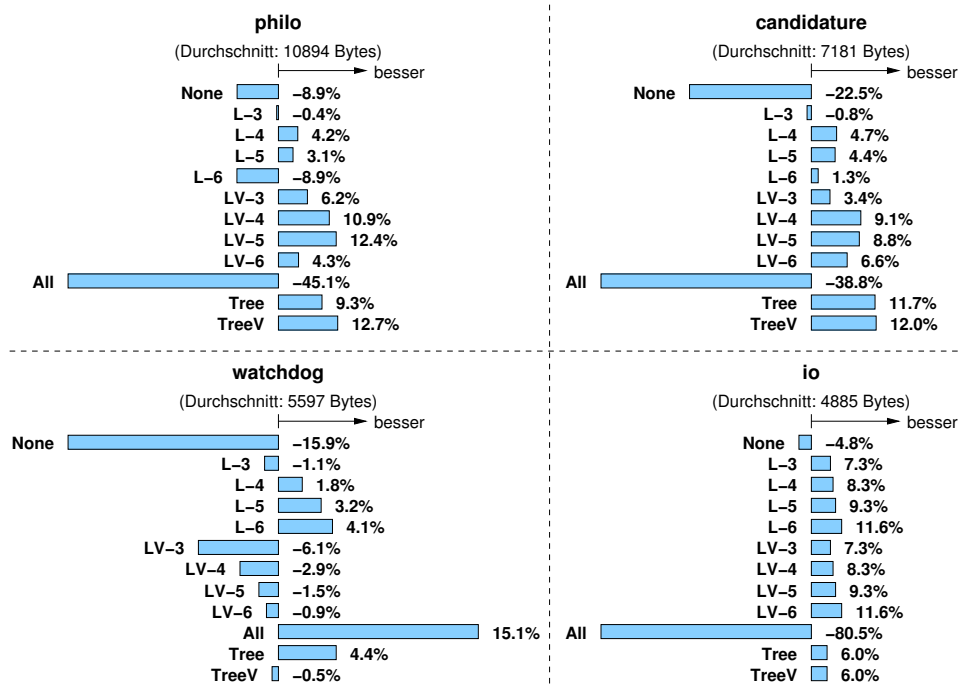 philo
(Durchschnitt: 10894 Bytes)
besser
None −8.9%
L−3 −0.4%
L−4 4.2%
L−5 3.1%
L−6 −8.9%
LV−3 6.2%
LV−4 10.9%
LV−5 12.4%
LV−6 4.3%
All −45.1%
Tree 9.3%
TreeV 12.7%
candidature
(Durchschnitt: 7181 Bytes)
besser
None −22.5%
L−3 −0.8%
L−4 4.7%
L−5 4.4%
L−6 1.3%
LV−3 3.4%
LV−4 9.1%
LV−5 8.8%
LV−6 6.6%
All −38.8%
Tree 11.7%
TreeV 12.0%
watchdog
(Durchschnitt: 5597 Bytes)
besser
None −15.9%
L−3 −1.1%
L−4 1.8%
L−5 3.2%
L−6 4.1%
LV−3 −6.1%
LV−4 −2.9%
LV−5 −1.5%
LV−6 −0.9%
All 15.1%
Tree 4.4%
TreeV −0.5%
io
(Durchschnitt: 4885 Bytes)
besser
None −4.8%
L−3 7.3%
L−4 8.3%
L−5 9.3%
L−6 11.6%
LV−3 7.3%
LV−4 8.3%
LV−5 9.3%
LV−6 11.6%
All −80.5%
Tree 6.0%
TreeV 6.0%